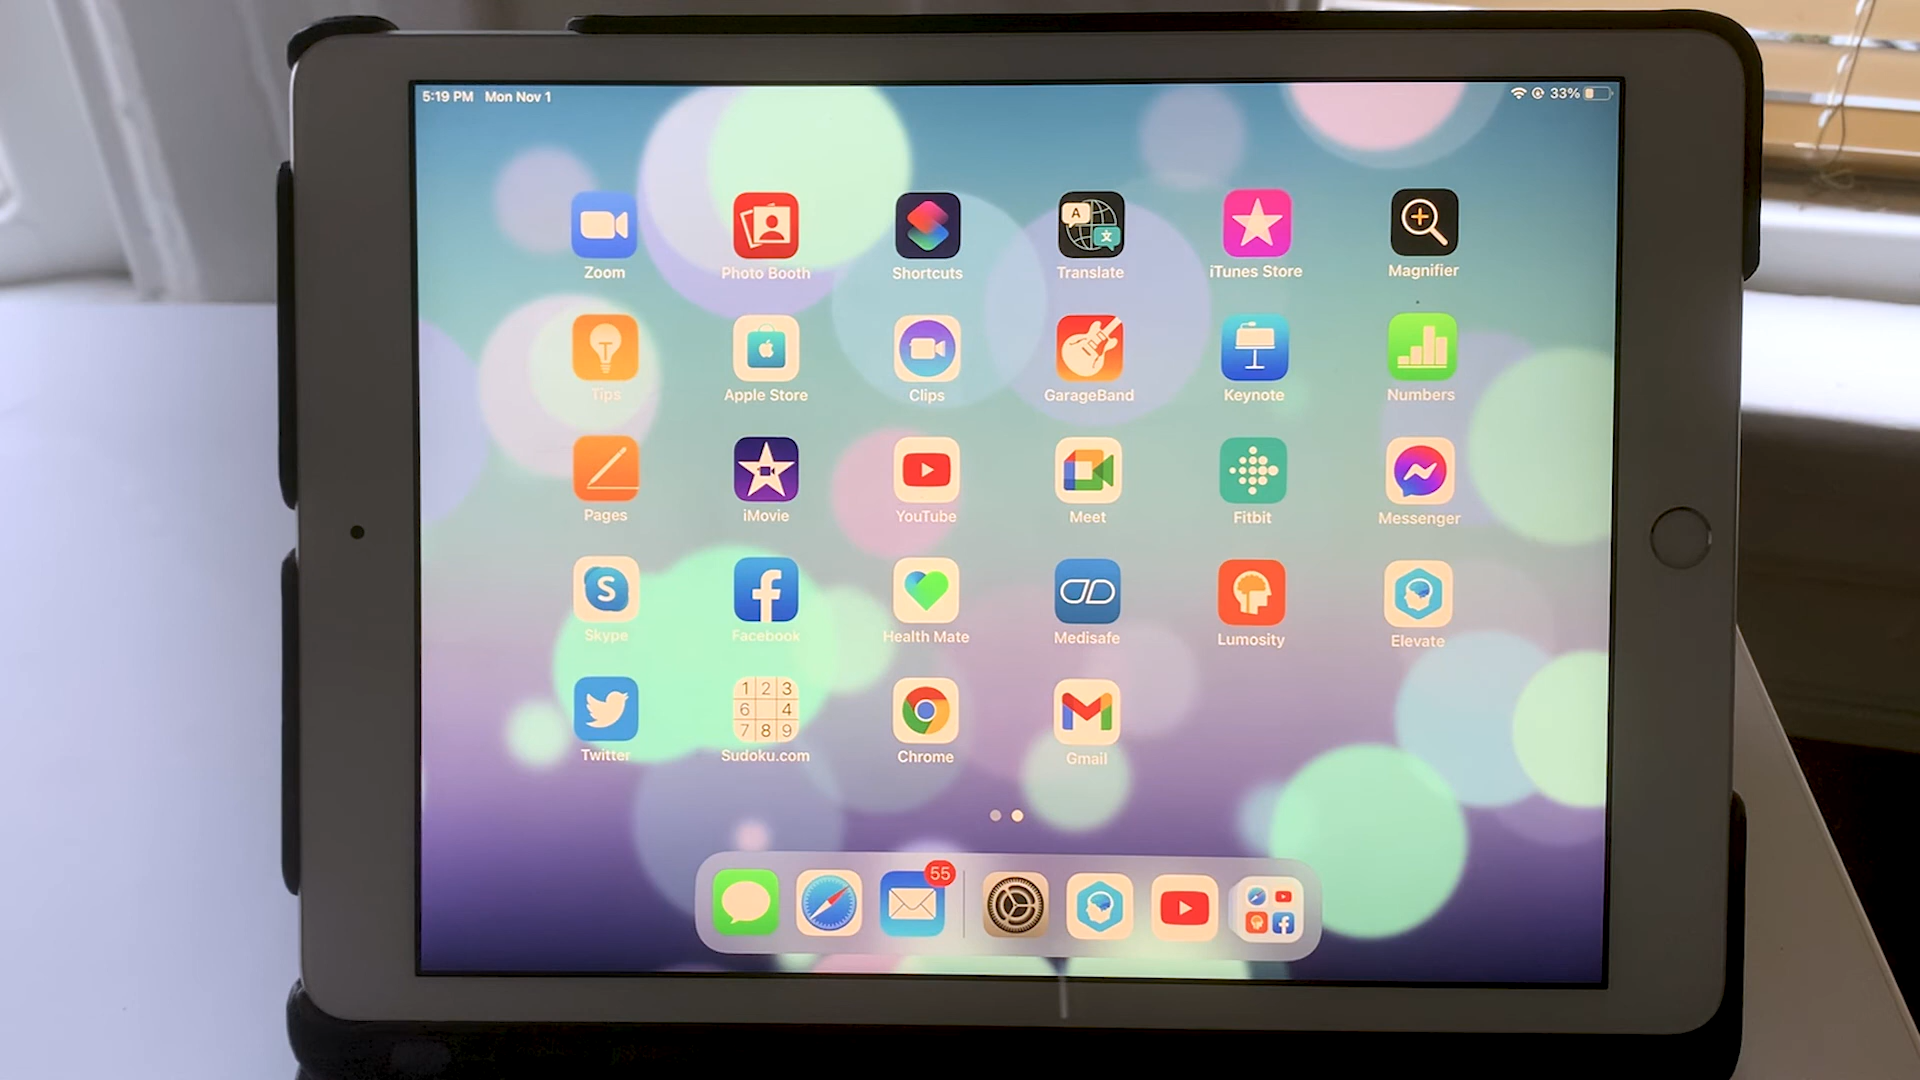 5:19 PM Mon Nov 1
33%
A
文
Zoom
Photo Booth
Shortcuts
Translate
iTunes Store
Magnifier
T
Tips
Apple Store
Clips
GarageBand
Keynote
Numbers
Pages
iMovie
YouTube
Meet
Fitbit
Messenger
S
f
Skype
Facebook
Health Mate
Medisafe
Lumosity
Elevate
1 2 3
6 4
7 8 9
Twitter
Sudoku.com
Chrome
Gmail
55